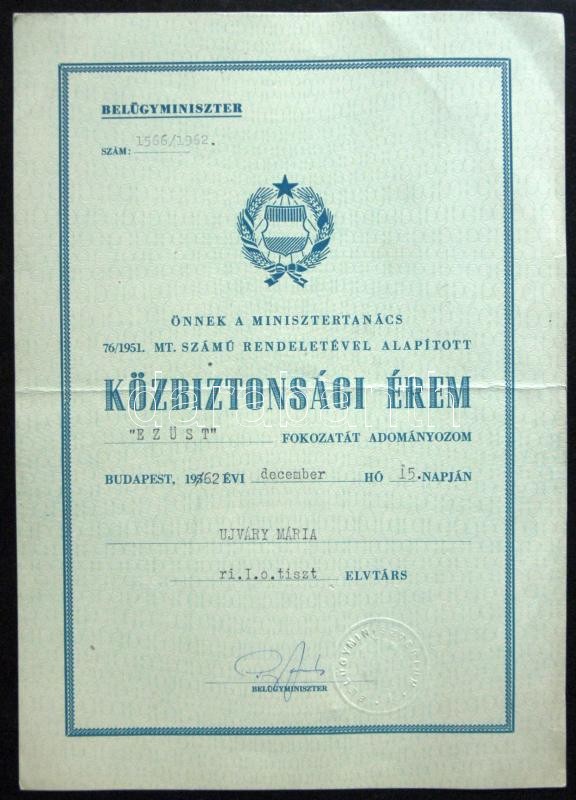 BELÜGYMINISZTER
SZÁM: 1566/1962.
ÖNNEK A MINISZTERTANÁCS
76/1951. MT. SZÁMÚ RENDELETÉVEL ALAPÍTOTT
KÖZBIZTONSÁGI ÉREM
"E Z Ü S T" FOKOZATÁT ADOMÁNYOZOM
BUDAPEST, 1962 ÉVI december HÓ 15.NAPJÁN
UJVÁRY MÁRIA
ri.I.o.tiszt ELVTÁRS
BELÜGYMINISZTER